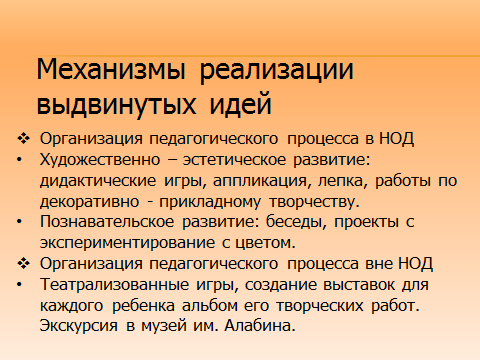 Механизмы реализации
выдвинутых идей
❖ Организация педагогического процесса в НОД
• Художественно – эстетическое развитие:
дидактические игры, аппликация, лепка, работы по
декоративно - прикладному творчеству.
• Познавательское развитие: беседы, проекты с
экспериментирование с цветом.
❖ Организация педагогического процесса вне НОД
• Театрализованные игры, создание выставок для
каждого ребенка альбом его творческих работ.
Экскурсия в музей им. Алабина.